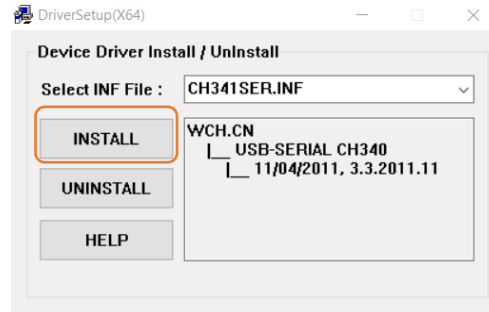 DriverSetup(X64)
Device Driver Install / UnInstall
Select INF File :
CH341SER.INF
INSTALL
UNINSTALL
HELP
WCH.CN
|__ USB-SERIAL CH340
|__ 11/04/2011, 3.3.2011.11